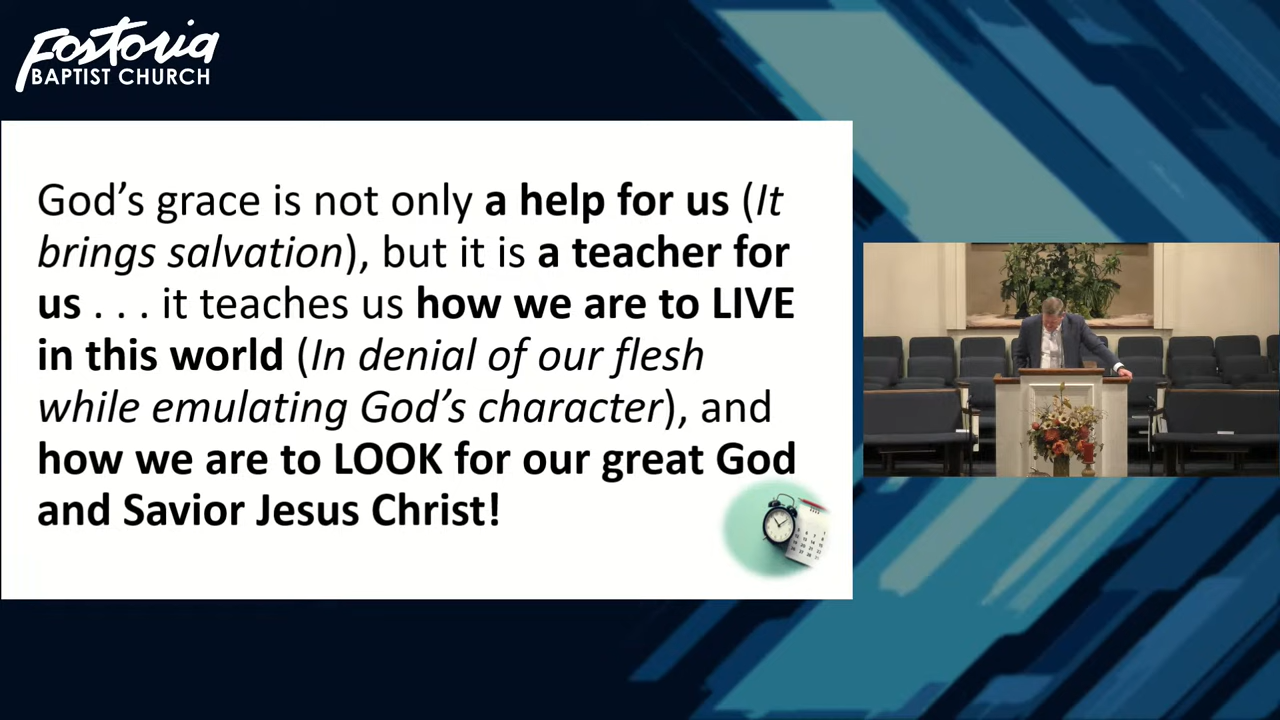 Fostoria
BAPTIST CHURCH
God’s grace is not only a help for us (It
brings salvation), but it is a teacher for
us . . . it teaches us how we are to LIVE
in this world (In denial of our flesh
while emulating God’s character), and
how we are to LOOK for our great God
and Savior Jesus Christ!